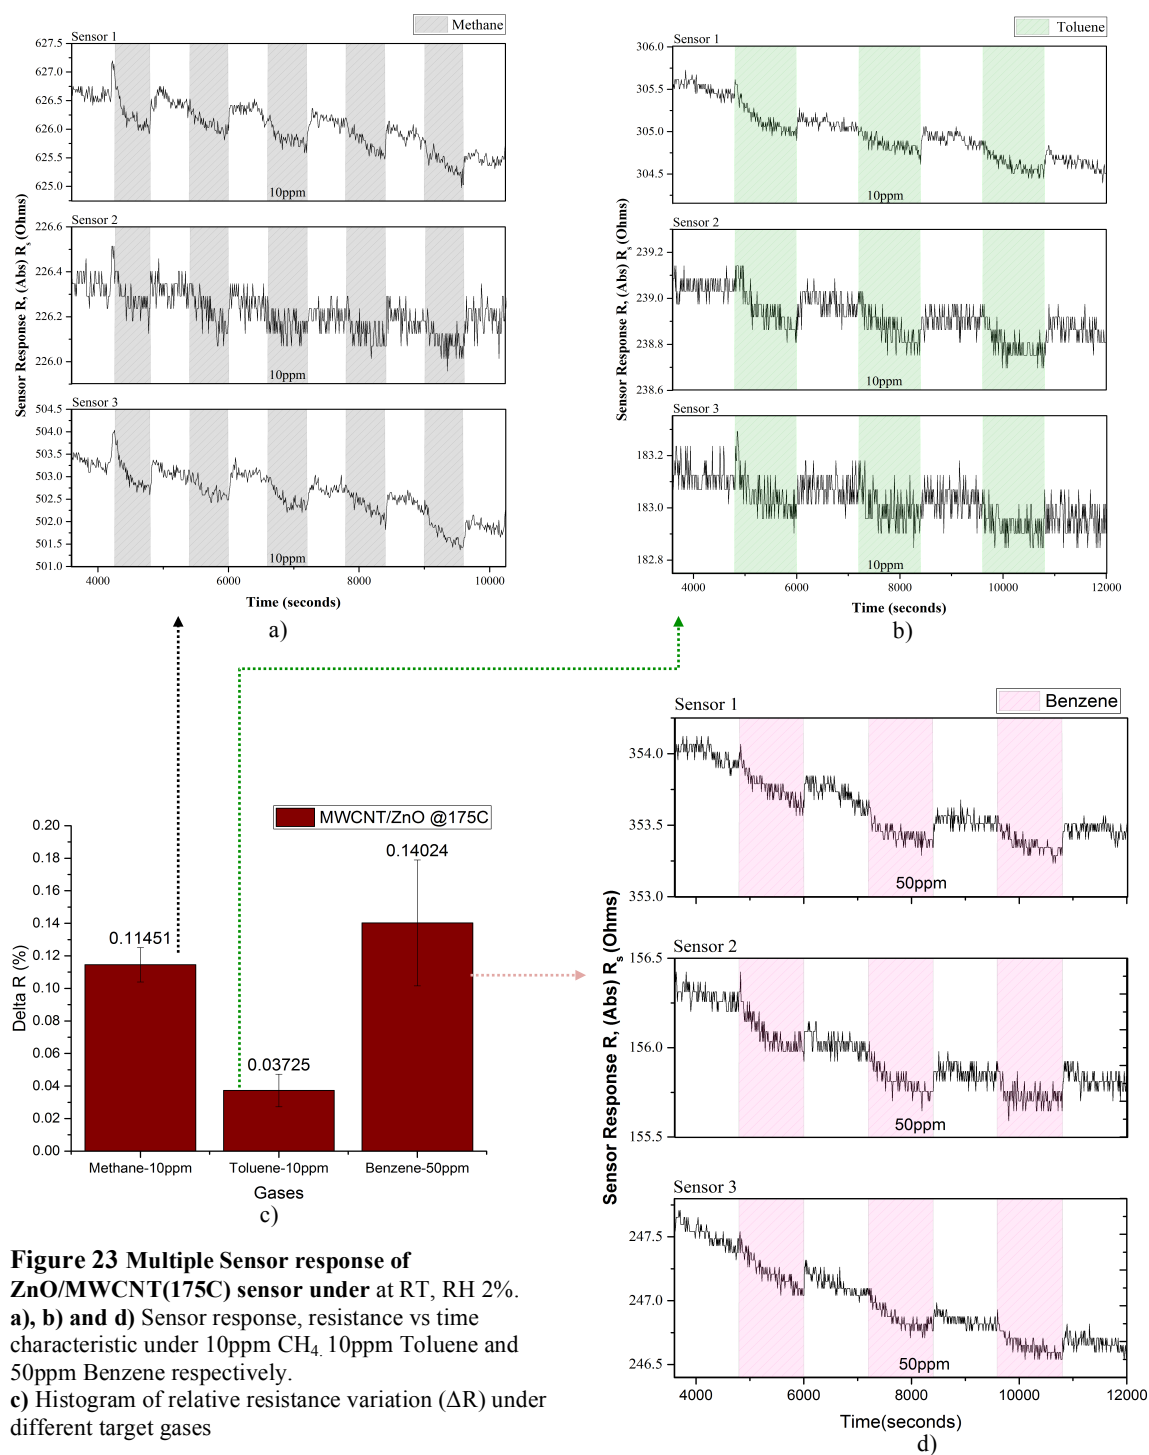 Methane
Sensor 1
627.5
627.0
626.5
626.0
625.5
625.0
10ppm
Sensor 2
226.6
226.4
226.2
226.0
10ppm
Sensor 3
504.5
504.0
503.5
503.0
502.5
502.0
501.5
501.0
10ppm
4000 6000 8000 10000
Time (seconds)
Sensor Response R, (Abs) Rs (Ohms)
a)
Toluene
Sensor 1
306.0
305.5
305.0
304.5
10ppm
Sensor 2
239.2
239.0
238.8
238.6
10ppm
Sensor 3
183.2
183.0
182.8
10ppm
4000 6000 8000 10000 12000
Time (seconds)
Sensor Response R, (Abs) Rs (Ohms)
b)
MWCNT/ZnO @175C
0.20
0.18
0.16
0.14
0.12
0.10
0.08
0.06
0.04
0.02
0.00
Delta R (%)
0.11451
0.03725
0.14024
Methane-10ppm Toluene-10ppm Benzene-50ppm
Gases
c)
Benzene
Sensor 1
354.0
353.5
353.0
50ppm
Sensor 2
156.5
156.0
155.5
50ppm
Sensor 3
247.5
247.0
246.5
50ppm
4000 6000 8000 10000 12000
Time(seconds)
Sensor Response R, (Abs) Rs (Ohms)
d)
Figure 23 Multiple Sensor response of
ZnO/MWCNT(175C) sensor under at RT, RH 2%.
a), b) and d) Sensor response, resistance vs time
characteristic under 10ppm CH4. 10ppm Toluene and
50ppm Benzene respectively.
c) Histogram of relative resistance variation (ΔR) under
different target gases